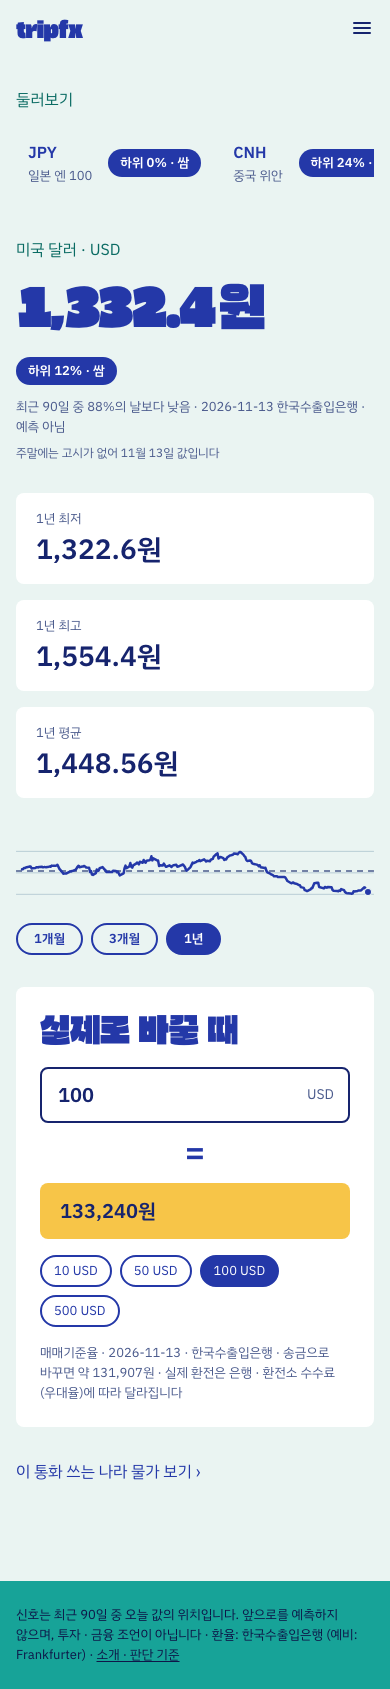 tripfx
둘러보기
JPY
일본 엔 100
하위 0% · 쌈
CNH
중국 위안
하위 24% ·
미국 달러 · USD
1,332.4원
하위 12% · 쌈
최근 90일 중 88%의 날보다 낮음 · 2026-11-13 한국수출입은행 ·
예측 아님
주말에는 고시가 없어 11월 13일 값입니다
1년 최저
1,322.6원
1년 최고
1,554.4원
1년 평균
1,448.56원
1개월
3개월
1년
실제로 바꿀 때
100
USD
=
133,240원
10 USD
50 USD
100 USD
500 USD
매매기준율 · 2026-11-13 · 한국수출입은행 · 송금으로
바꾸면 약 131,907원 · 실제 환전은 은행 · 환전소 수수료
(우대율)에 따라 달라집니다
이 통화 쓰는 나라 물가 보기 ›
신호는 최근 90일 중 오늘 값의 위치입니다. 앞으로를 예측하지
않으며, 투자 · 금융 조언이 아닙니다 · 환율: 한국수출입은행 (예비:
Frankfurter) · 소개 · 판단 기준